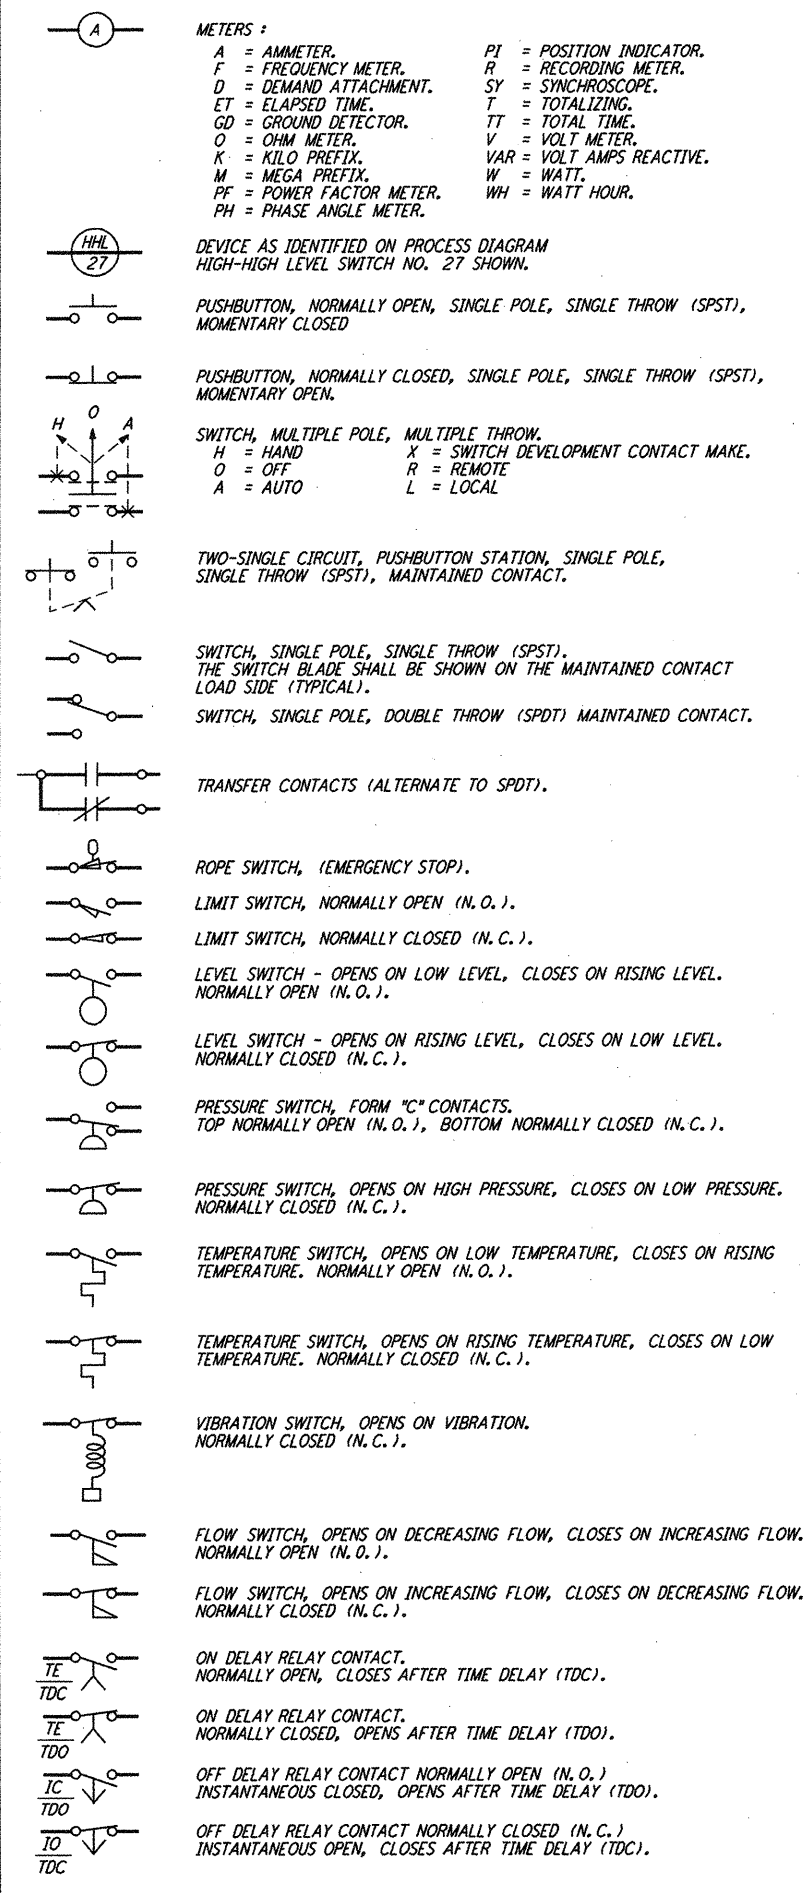 A
METERS :
A = AMMETER.
F = FREQUENCY METER.
D = DEMAND ATTACHMENT.
ET = ELAPSED TIME.
GD = GROUND DETECTOR.
O = OHM METER.
K = KILO PREFIX.
M = MEGA PREFIX.
PF = POWER FACTOR METER.
PH = PHASE ANGLE METER.
PI = POSITION INDICATOR.
R = RECORDING METER.
SY = SYNCHROSCOPE.
T = TOTALIZING.
TT = TOTAL TIME.
V = VOLT METER.
VAR = VOLT AMPS REACTIVE.
W = WATT.
WH = WATT HOUR.
HHL
27
DEVICE AS IDENTIFIED ON PROCESS DIAGRAM
HIGH-HIGH LEVEL SWITCH NO. 27 SHOWN.
PUSHBUTTON, NORMALLY OPEN, SINGLE POLE, SINGLE THROW (SPST),
MOMENTARY CLOSED
PUSHBUTTON, NORMALLY CLOSED, SINGLE POLE, SINGLE THROW (SPST),
MOMENTARY OPEN.
H O A
SWITCH, MULTIPLE POLE, MULTIPLE THROW.
H = HAND X = SWITCH DEVELOPMENT CONTACT MAKE.
O = OFF R = REMOTE
A = AUTO L = LOCAL
TWO-SINGLE CIRCUIT, PUSHBUTTON STATION, SINGLE POLE,
SINGLE THROW (SPST), MAINTAINED CONTACT.
SWITCH, SINGLE POLE, SINGLE THROW (SPST).
THE SWITCH BLADE SHALL BE SHOWN ON THE MAINTAINED CONTACT
LOAD SIDE (TYPICAL).
SWITCH, SINGLE POLE, DOUBLE THROW (SPDT) MAINTAINED CONTACT.
TRANSFER CONTACTS (ALTERNATE TO SPDT).
ROPE SWITCH, (EMERGENCY STOP).
LIMIT SWITCH, NORMALLY OPEN (N.O.).
LIMIT SWITCH, NORMALLY CLOSED (N.C.).
LEVEL SWITCH - OPENS ON LOW LEVEL, CLOSES ON RISING LEVEL.
NORMALLY OPEN (N.O.).
LEVEL SWITCH - OPENS ON RISING LEVEL, CLOSES ON LOW LEVEL.
NORMALLY CLOSED (N.C.).
PRESSURE SWITCH, FORM "C" CONTACTS.
TOP NORMALLY OPEN (N.O.), BOTTOM NORMALLY CLOSED (N.C.).
PRESSURE SWITCH, OPENS ON HIGH PRESSURE, CLOSES ON LOW PRESSURE.
NORMALLY CLOSED (N.C.).
TEMPERATURE SWITCH, OPENS ON LOW TEMPERATURE, CLOSES ON RISING
TEMPERATURE. NORMALLY OPEN (N.O.).
TEMPERATURE SWITCH, OPENS ON RISING TEMPERATURE, CLOSES ON LOW
TEMPERATURE. NORMALLY CLOSED (N.C.).
VIBRATION SWITCH, OPENS ON VIBRATION.
NORMALLY CLOSED (N.C.).
FLOW SWITCH, OPENS ON DECREASING FLOW, CLOSES ON INCREASING FLOW.
NORMALLY OPEN (N.O.).
FLOW SWITCH, OPENS ON INCREASING FLOW, CLOSES ON DECREASING FLOW.
NORMALLY CLOSED (N.C.).
TE
TDC
ON DELAY RELAY CONTACT.
NORMALLY OPEN, CLOSES AFTER TIME DELAY (TDC).
TE
TDO
ON DELAY RELAY CONTACT.
NORMALLY CLOSED, OPENS AFTER TIME DELAY (TDO).
IC
TDO
OFF DELAY RELAY CONTACT NORMALLY OPEN (N.O.)
INSTANTANEOUS CLOSED, OPENS AFTER TIME DELAY (TDO).
IO
TDC
OFF DELAY RELAY CONTACT NORMALLY CLOSED (N.C.)
INSTANTANEOUS OPEN, CLOSES AFTER TIME DELAY (TDC).